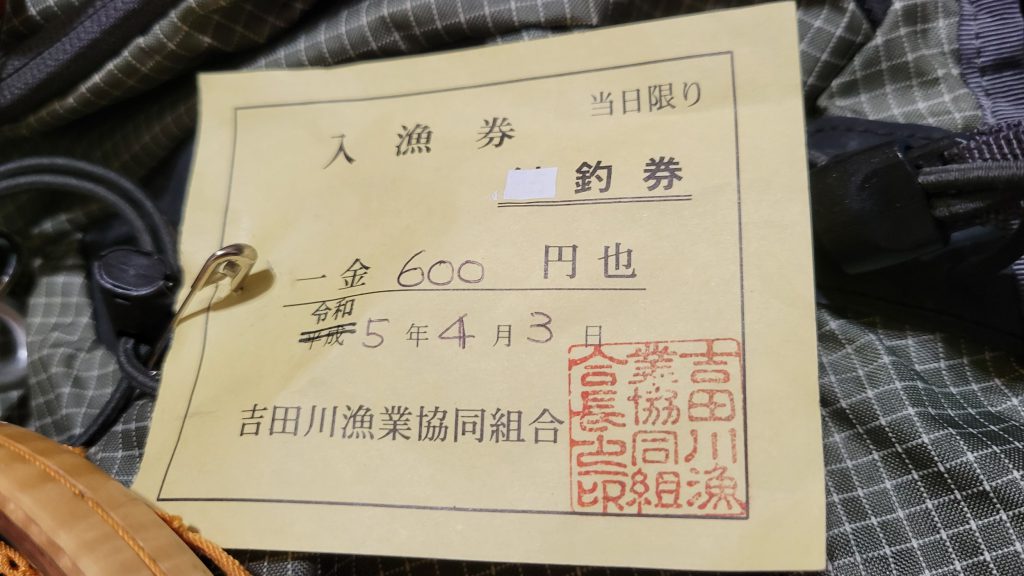 当日限り
入漁券
釣券
一金 600 円也
令和
平成 5年4月3日
吉田川漁業協同組合
吉田川漁
業協同組
合長之印